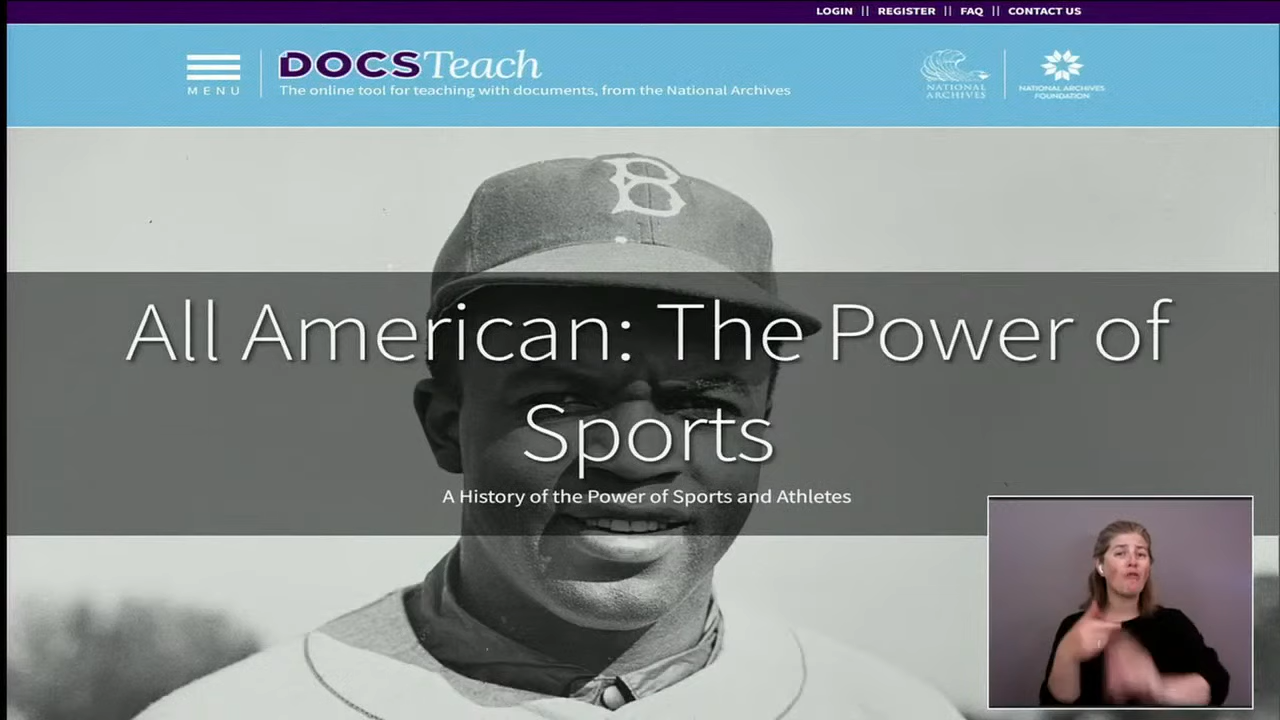 LOGIN || REGISTER || FAQ || CONTACT US
MENU
DOCSTeach
The online tool for teaching with documents, from the National Archives
NATIONAL
ARCHIVES
NATIONAL ARCHIVES
FOUNDATION
B
All American: The Power of
Sports
A History of the Power of Sports and Athletes